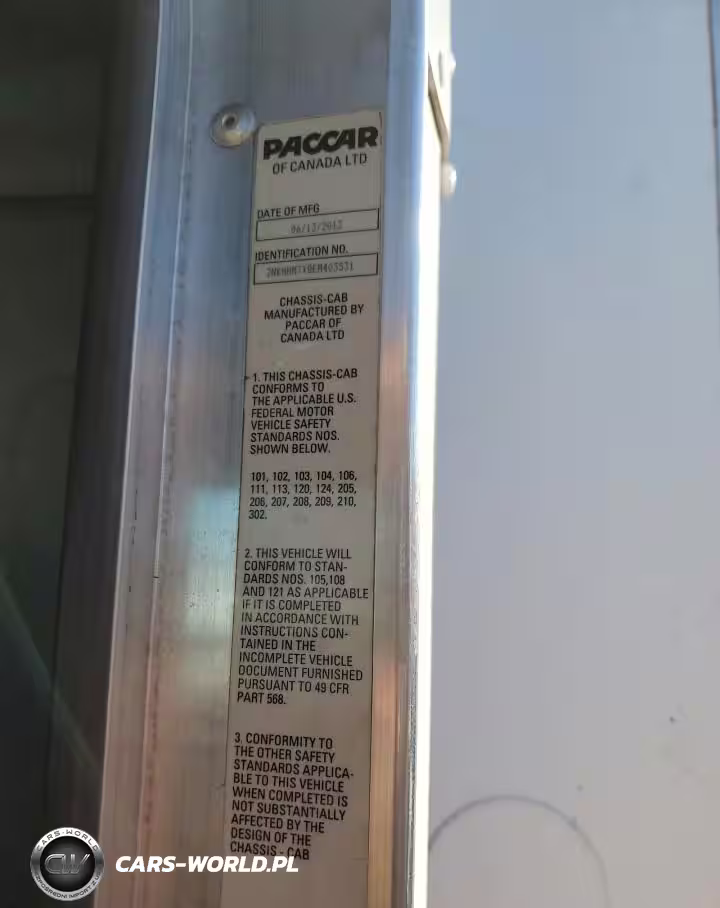 PACCAR
OF CANADA LTD
DATE OF MFG
06/13/2013
IDENTIFICATION NO.
CHASSIS-CAB
MANUFACTURED BY
PACCAR OF
CANADA LTD
1. THIS CHASSIS-CAB
CONFORMS TO
THE APPLICABLE U.S.
FEDERAL MOTOR
VEHICLE SAFETY
STANDARDS NOS.
SHOWN BELOW.
101, 102, 103, 104, 106,
111, 113, 120, 124, 205,
206, 207, 208, 209, 210,
302.
2. THIS VEHICLE WILL
CONFORM TO STAN-
DARDS NOS. 105,108
AND 121 AS APPLICABLE
IF IT IS COMPLETED
IN ACCORDANCE WITH
INSTRUCTIONS CON-
TAINED IN THE
INCOMPLETE VEHICLE
DOCUMENT FURNISHED
PURSUANT TO 49 CFR
PART 568.
3. CONFORMITY TO
THE OTHER SAFETY
STANDARDS APPLICA-
BLE TO THIS VEHICLE
WHEN COMPLETED IS
NOT SUBSTANTIALLY
AFFECTED BY THE
DESIGN OF THE
CHASSIS - CAB
CARS-WORLD
CW
CARS-WORLD.PL